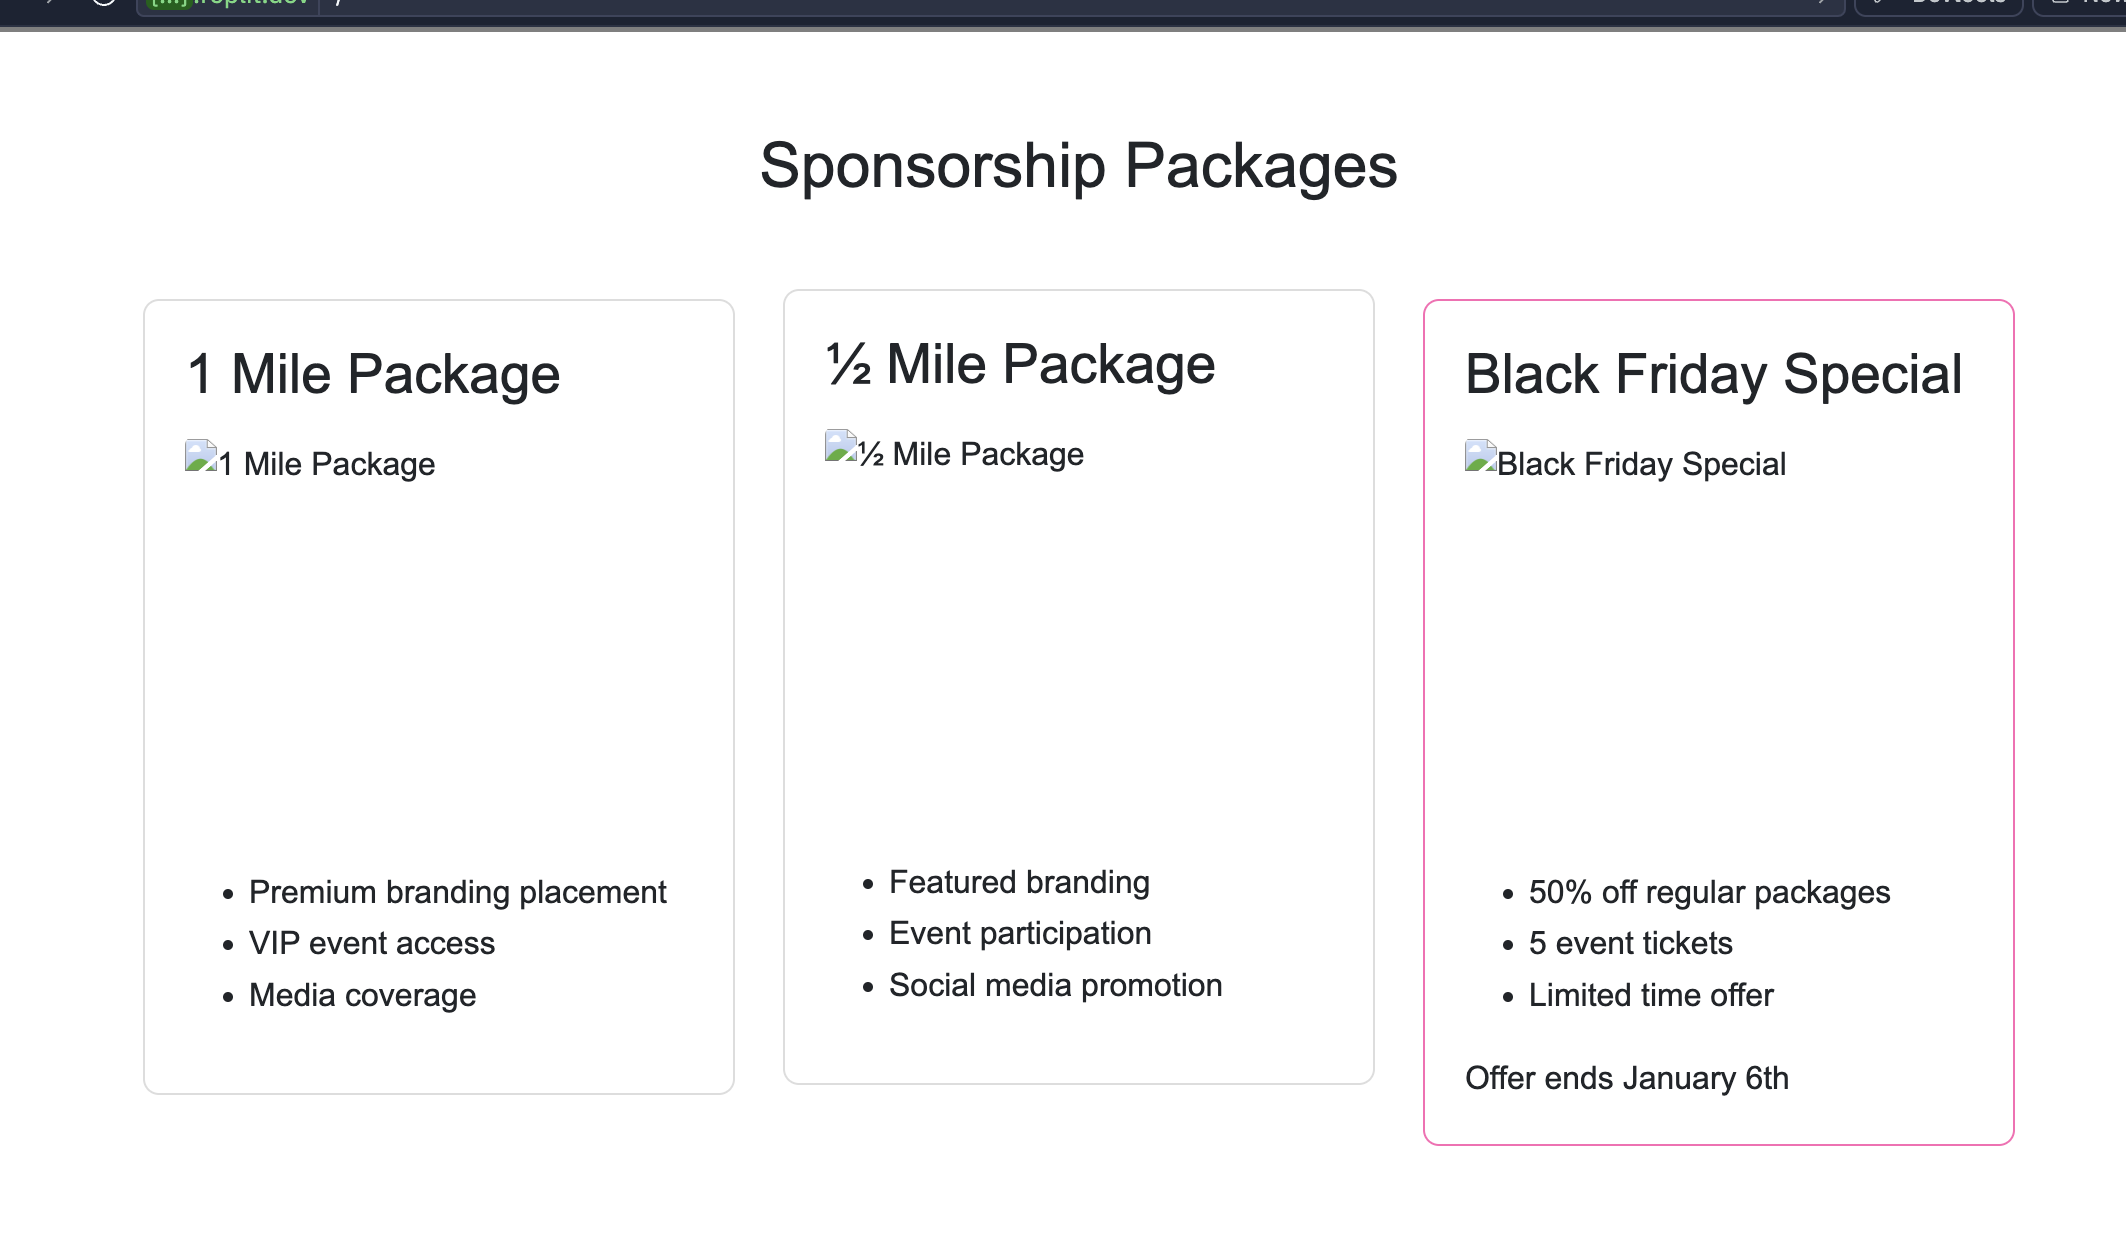 Sponsorship Packages
1 Mile Package
1 Mile Package
Premium branding placement
VIP event access
Media coverage
½ Mile Package
½ Mile Package
Featured branding
Event participation
Social media promotion
Black Friday Special
Black Friday Special
50% off regular packages
5 event tickets
Limited time offer
Offer ends January 6th